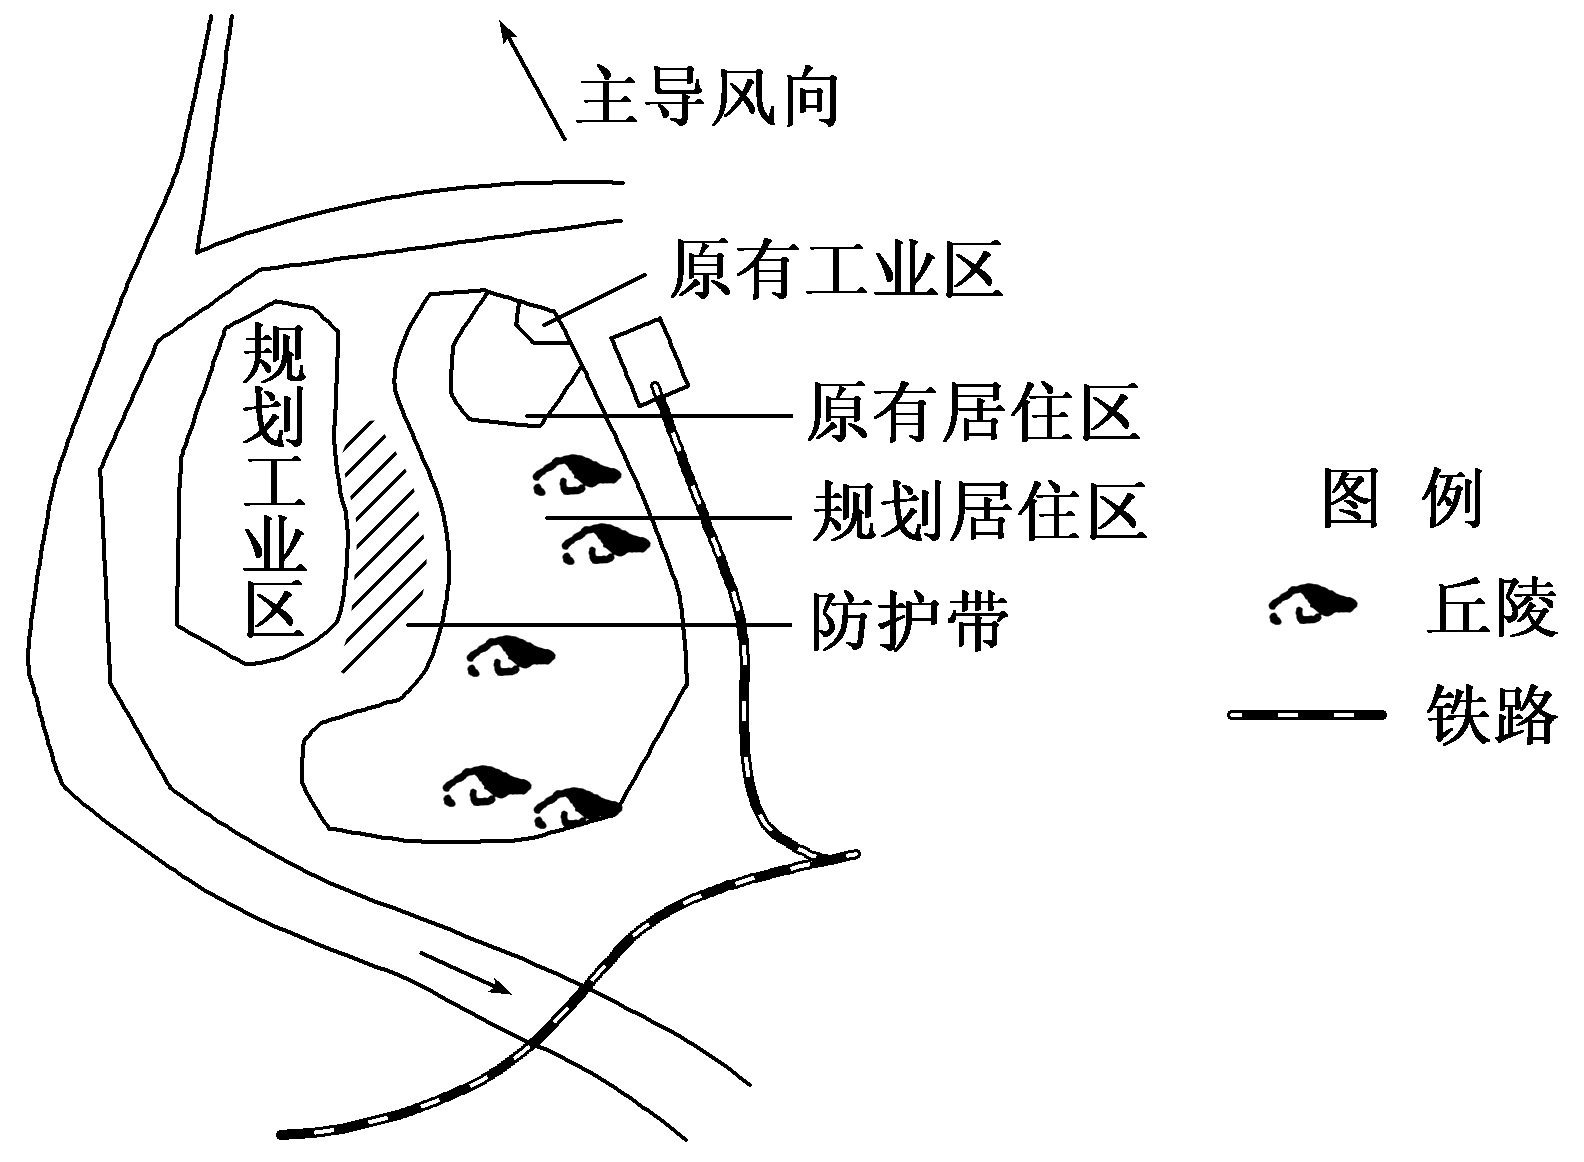 主导风向
原有工业区
规划工业区
原有居住区
规划居住区
防护带
图例
丘陵
铁路